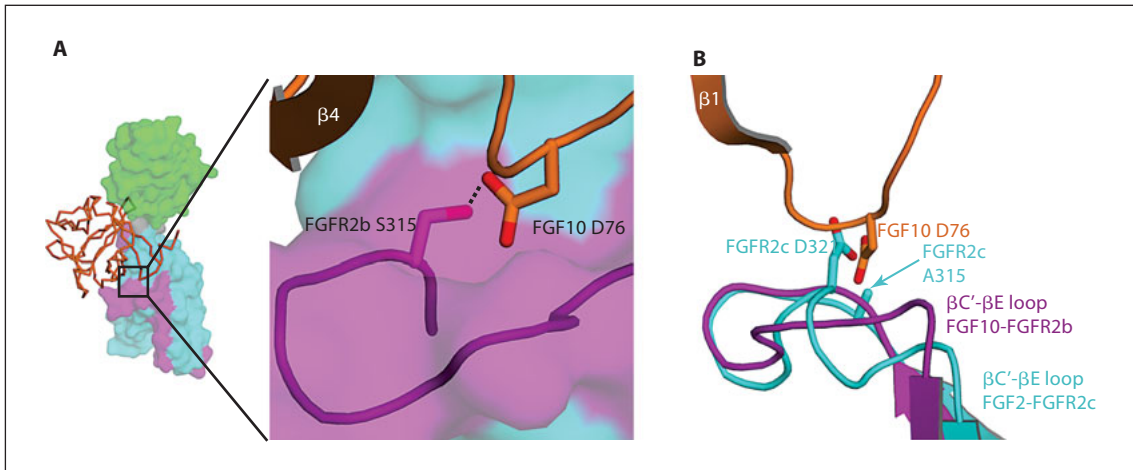 A
B
β4
β1
FGFR2b S315
FGF10 D76
FGFR2c D321
FGF10 D76
FGFR2c
A315
βC’-βE loop
FGF10-FGFR2b
βC’-βE loop
FGF2-FGFR2c